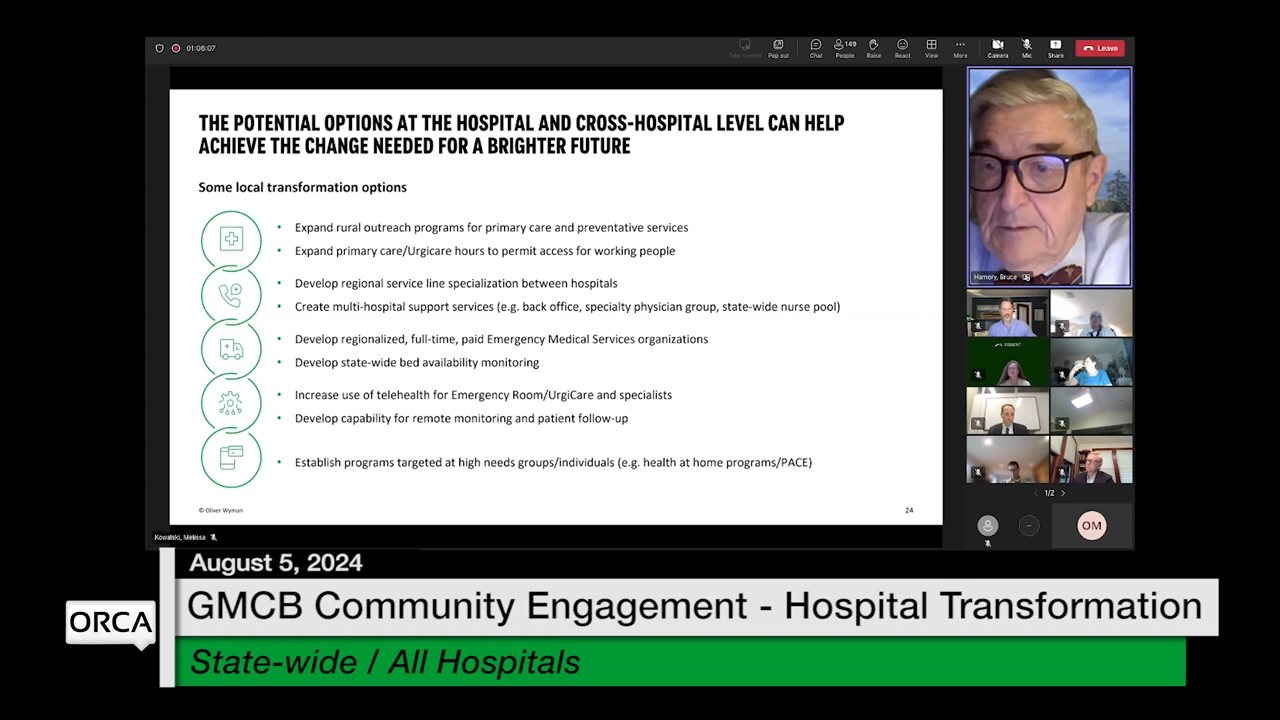 01:08:07
Take control
Pop out
Chat
149
People
Raise
React
View
More
Camera
Mic
Share
Leave
THE POTENTIAL OPTIONS AT THE HOSPITAL AND CROSS-HOSPITAL LEVEL CAN HELP
ACHIEVE THE CHANGE NEEDED FOR A BRIGHTER FUTURE
Some local transformation options
• Expand rural outreach programs for primary care and preventative services
• Expand primary care/Urgicare hours to permit access for working people
• Develop regional service line specialization between hospitals
• Create multi-hospital support services (e.g. back office, specialty physician group, state-wide nurse pool)
• Develop regionalized, full-time, paid Emergency Medical Services organizations
• Develop state-wide bed availability monitoring
• Increase use of telehealth for Emergency Room/UrgiCare and specialists
• Develop capability for remote monitoring and patient follow-up
• Establish programs targeted at high needs groups/individuals (e.g. health at home programs/PACE)
© Oliver Wyman
24
Kowalski, Melissa
Hamory, Bruce
VERMONT
1/2
OM
August 5, 2024
GMCB Community Engagement - Hospital Transformation
ORCA
State-wide / All Hospitals